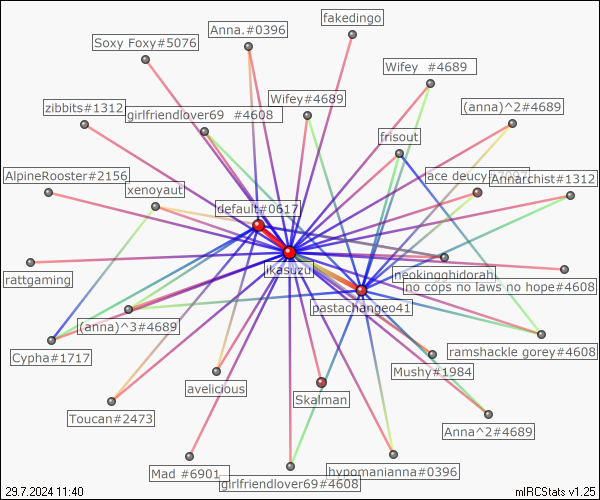 fakedingo
Anna.#0396
Soxy Foxy#5076
Wifey #4689
Wifey#4689
(anna)^2#4689
zibbits#1312
girlfriendlover69 #4608
frisout
AlpineRooster#2156
xenoyaut
ace deucy
Annarchist#1312
default#0617
ikasuzu
neokingghidorah
rattgaming
no cops no laws no hope#4608
pastachangeo41
(anna)^3#4689
Cypha#1717
ramshackle gorey#4608
Mushy#1984
avelicious
Skalman
Toucan#2473
Anna^2#4689
Mad #6901
hypomanianna#0396
girlfriendlover69#4608
29.7.2024 11:40
mIRCStats v1.25